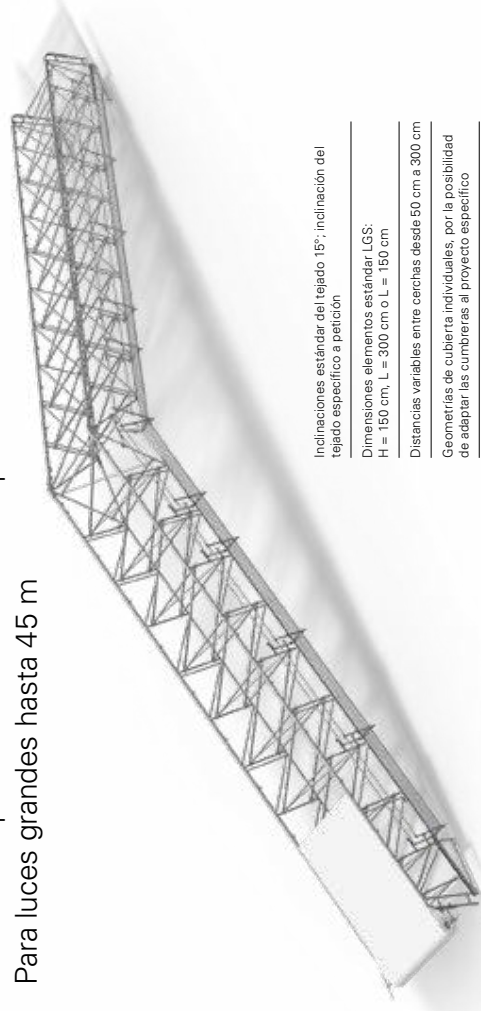 Para luces grandes hasta 45 m
Inclinaciones estándar del tejado 15°; inclinación del
tejado específico a petición
Dimensiones elementos estándar LGS:
H = 150 cm, L = 300 cm o L = 150 cm
Distancias variables entre cerchas desde 50 cm a 300 cm
Geometrías de cubierta individuales, por la posibilidad
de adaptar las cumbreras al proyecto específico